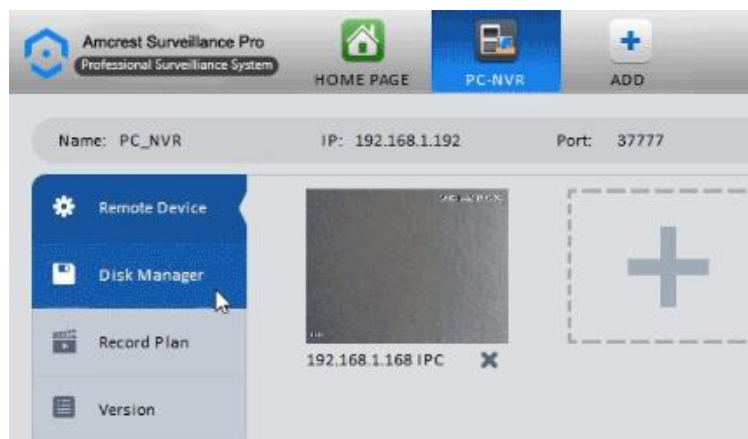 Amcrest Surveillance Pro
Professional Surveillance System
HOME PAGE
PC-NVR
ADD
Name: PC_NVR IP: 192.168.1.192 Port: 37777
Remote Device
Disk Manager
Record Plan
Version
192.168.1.168 IPC